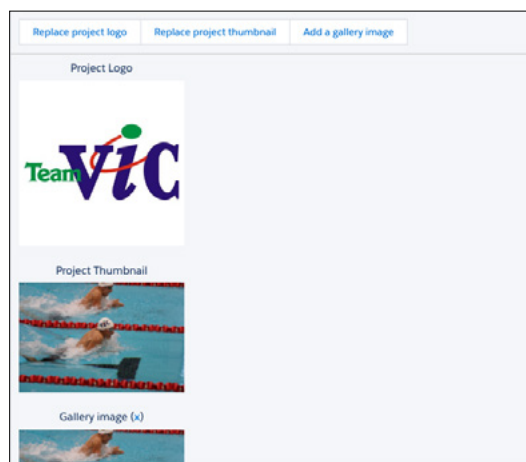 Replace project logo Replace project thumbnail Add a gallery image
Project Logo
Team ViC
Project Thumbnail
Gallery image (x)